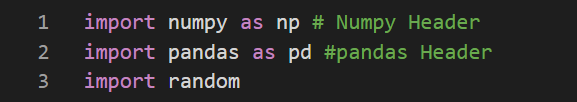 1 import numpy as np # Numpy Header
2 import pandas as pd #pandas Header
3 import random